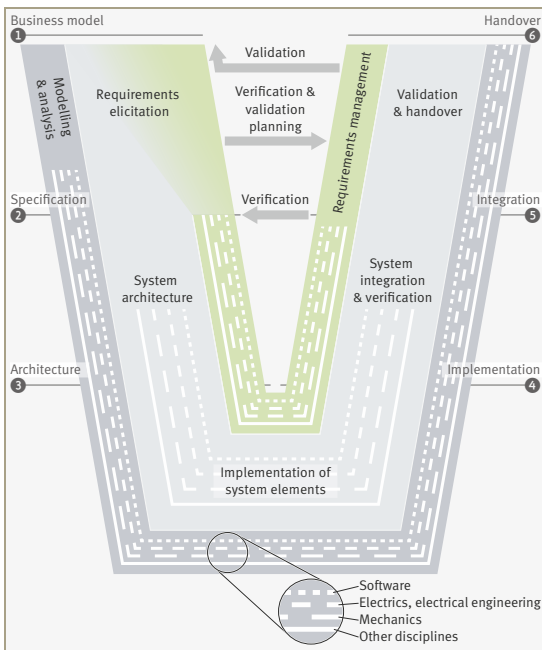 Business model
Handover
1
6
Validation
Modelling
& analysis
Requirements
elicitation
Verification &
validation
planning
Requirements management
Validation
& handover
Specification
2
Verification
Integration
5
System
architecture
System
integration
& verification
Architecture
3
Implementation
4
Implementation of
system elements
Software
Electrics, electrical engineering
Mechanics
Other disciplines